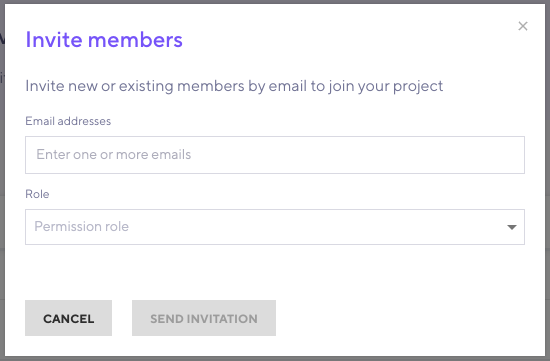 Invite members
Invite new or existing members by email to join your project
Email addresses
Enter one or more emails
Role
Permission role
CANCEL
SEND INVITATION